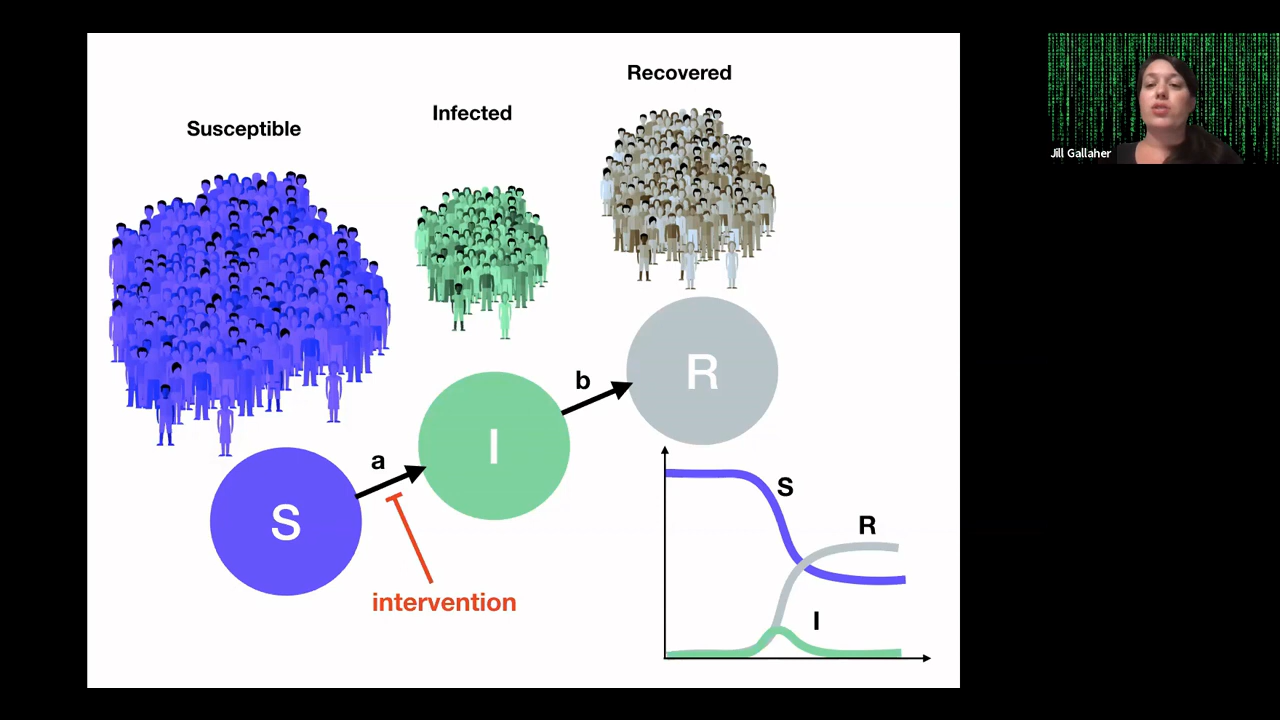 Recovered
Infected
Susceptible
Jill Gallaher
R
b
I
a
S
intervention
S
R
I